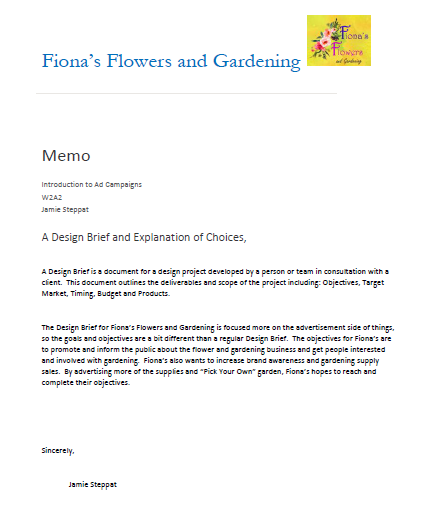 Fiona's Flowers and Gardening
Fiona's
Flowers
and Gardening
Memo
Introduction to Ad Campaigns
W2A2
Jamie Steppat
A Design Brief and Explanation of Choices,
A Design Brief is a document for a design project developed by a person or team in consultation with a
client.  This document outlines the deliverables and scope of the project including: Objectives, Target
Market, Timing, Budget and Products.
The Design Brief for Fiona's Flowers and Gardening is focused more on the advertisement side of things,
so the goals and objectives are a bit different than a regular Design Brief.  The objectives for Fiona's are
to promote and inform the public about the flower and gardening business and get people interested
and involved with gardening.  Fiona's also wants to increase brand awareness and gardening supply
sales.  By advertising more of the supplies and “Pick Your Own” garden, Fiona's hopes to reach and
complete their objectives.
Sincerely,
Jamie Steppat